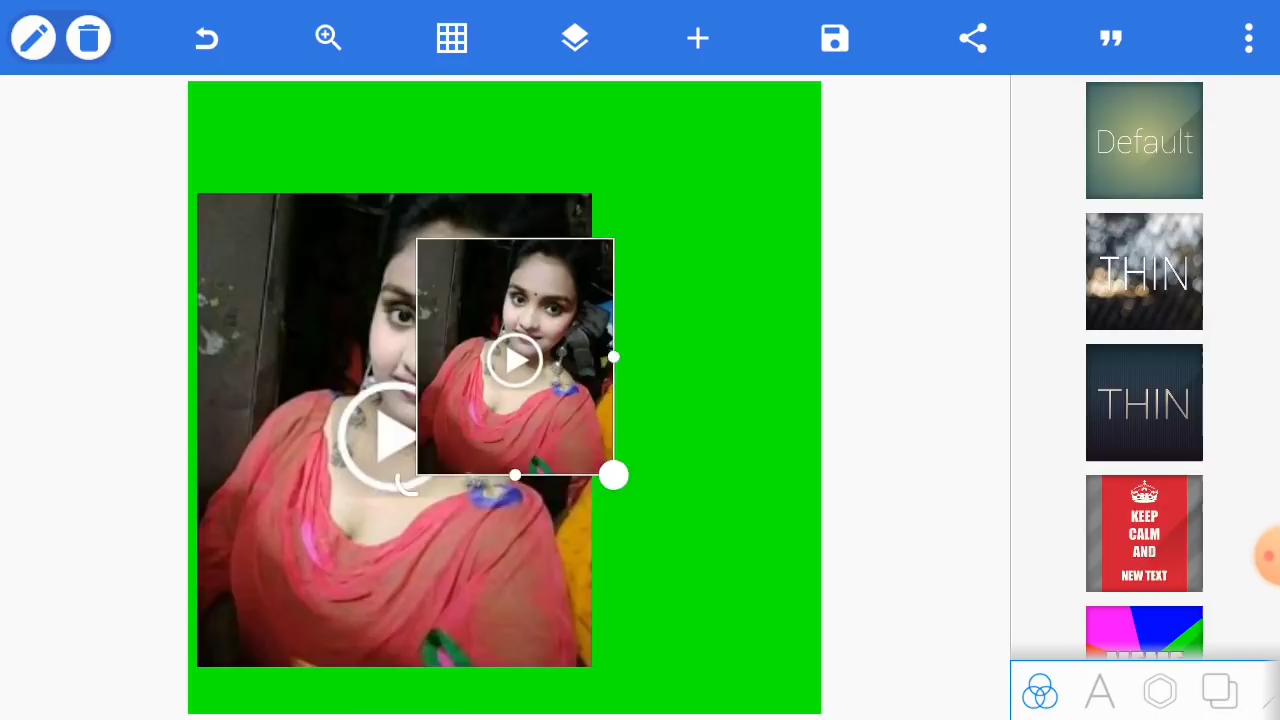 Default
THIN
THIN
KEEP
CALM
AND
NEW TEXT